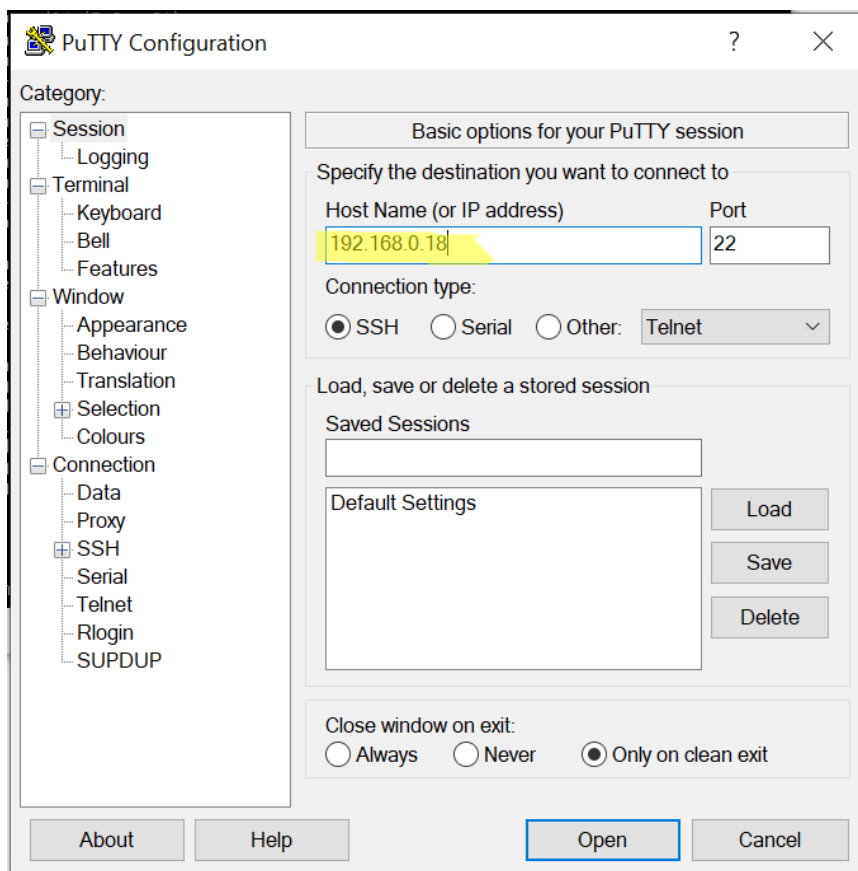 PuTTY Configuration
?
Category:
Session
Logging
Terminal
Keyboard
Bell
Features
Window
Appearance
Behaviour
Translation
Selection
Colours
Connection
Data
Proxy
SSH
Serial
Telnet
Rlogin
SUPDUP
Basic options for your PuTTY session
Specify the destination you want to connect to
Host Name (or IP address) Port
192.168.0.18 22
Connection type:
SSH Serial Other: Telnet
Load, save or delete a stored session
Saved Sessions
Default Settings
Load
Save
Delete
Close window on exit:
Always Never Only on clean exit
About Help Open Cancel